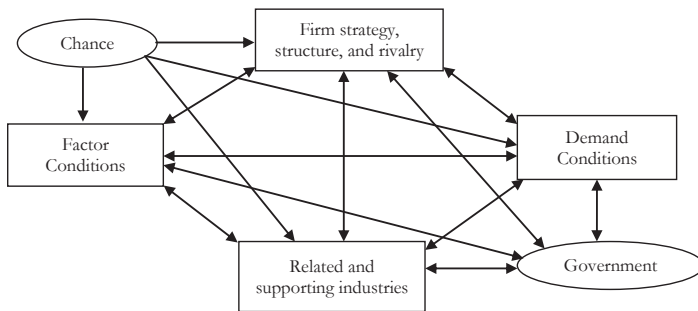 Chance
Firm strategy,
structure, and rivalry
Factor
Conditions
Demand
Conditions
Related and
supporting industries
Government